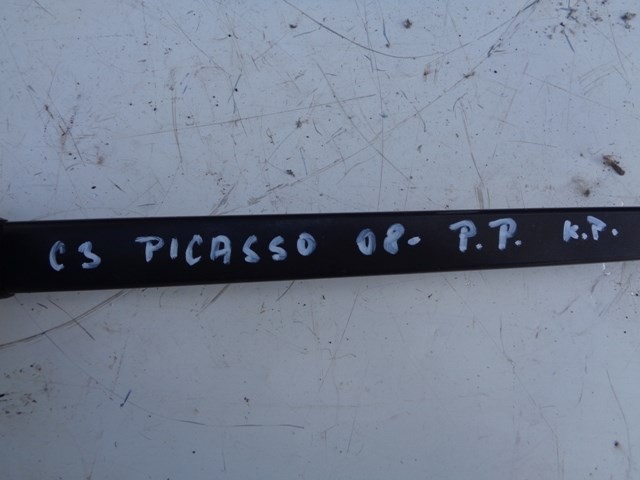 C3 PICASSO 08- P.P. K.P.